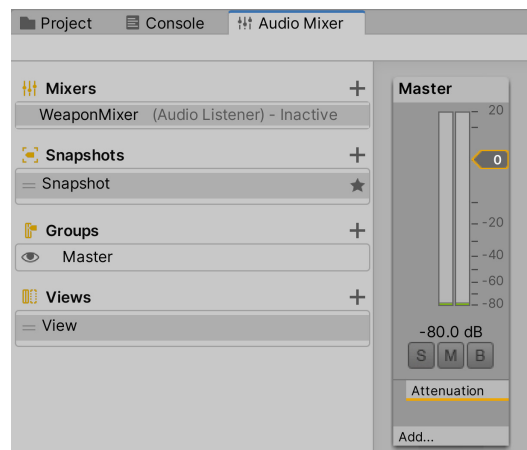 Project Console Audio Mixer
Mixers +
WeaponMixer (Audio Listener) - Inactive
Snapshots +
Snapshot
Groups +
Master
Views +
View
Master
20
0
-20
-40
-60
-80
-80.0 dB
S M B
Attenuation
Add...